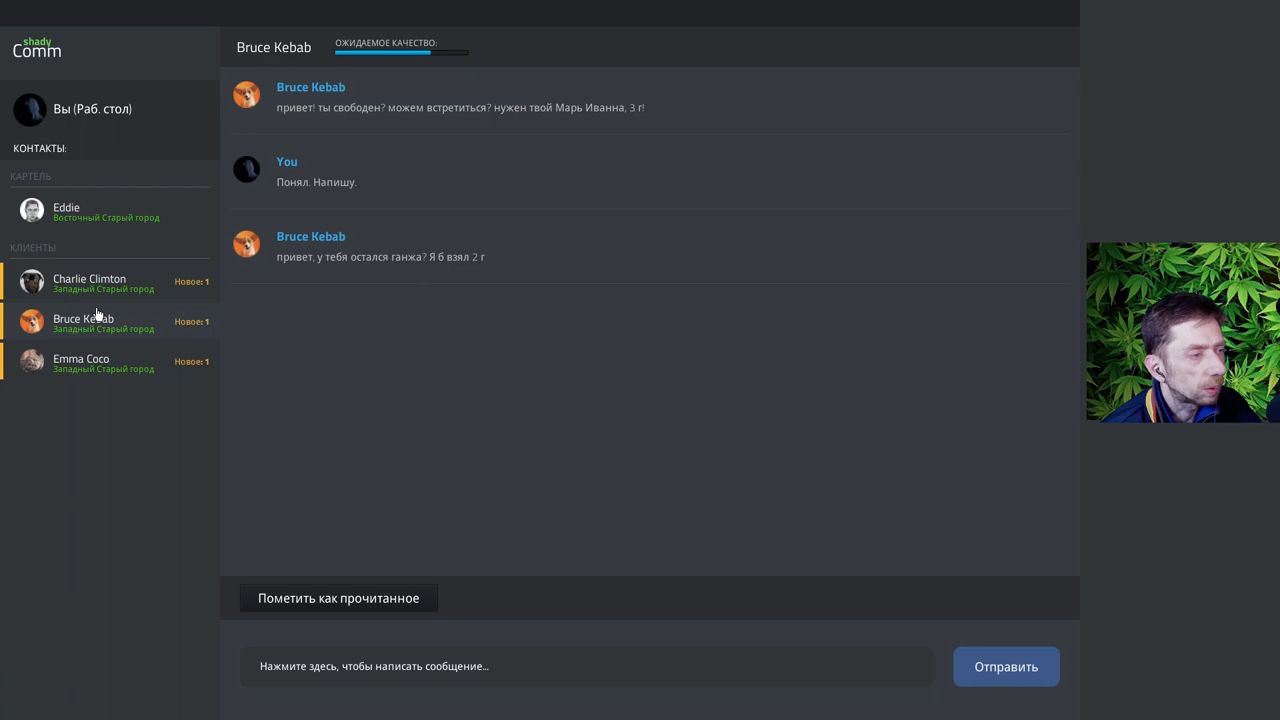 shady
Comm
Вы (Раб. стол)
КОНТАКТЫ:
КАРТЕЛЬ
Eddie
Восточный Старый город
КЛИЕНТЫ
Charlie Climton
Западный Старый город
Новое: 1
Bruce Kebab
Западный Старый город
Новое: 1
Emma Coco
Западный Старый город
Новое: 1
Bruce Kebab
ОЖИДАЕМОЕ КАЧЕСТВО:
Bruce Kebab
привет! ты свободен? можем встретиться? нужен твой Марь Иванна, 3 г!
You
Понял. Напишу.
Bruce Kebab
привет, у тебя остался ганжа? Я б взял 2 г
Пометить как прочитанное
Нажмите здесь, чтобы написать сообщение...
Отправить